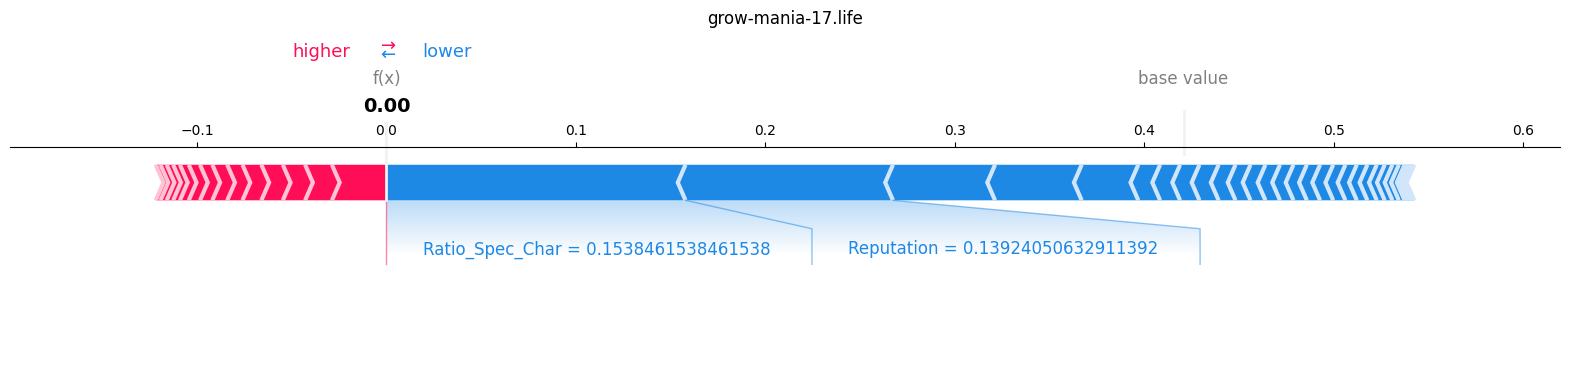 grow-mania-17.life
higher → lower
←
f(x) base value
0.00
−0.1 0.0 0.1 0.2 0.3 0.4 0.5 0.6
Ratio_Spec_Char = 0.1538461538461538 Reputation = 0.13924050632911392